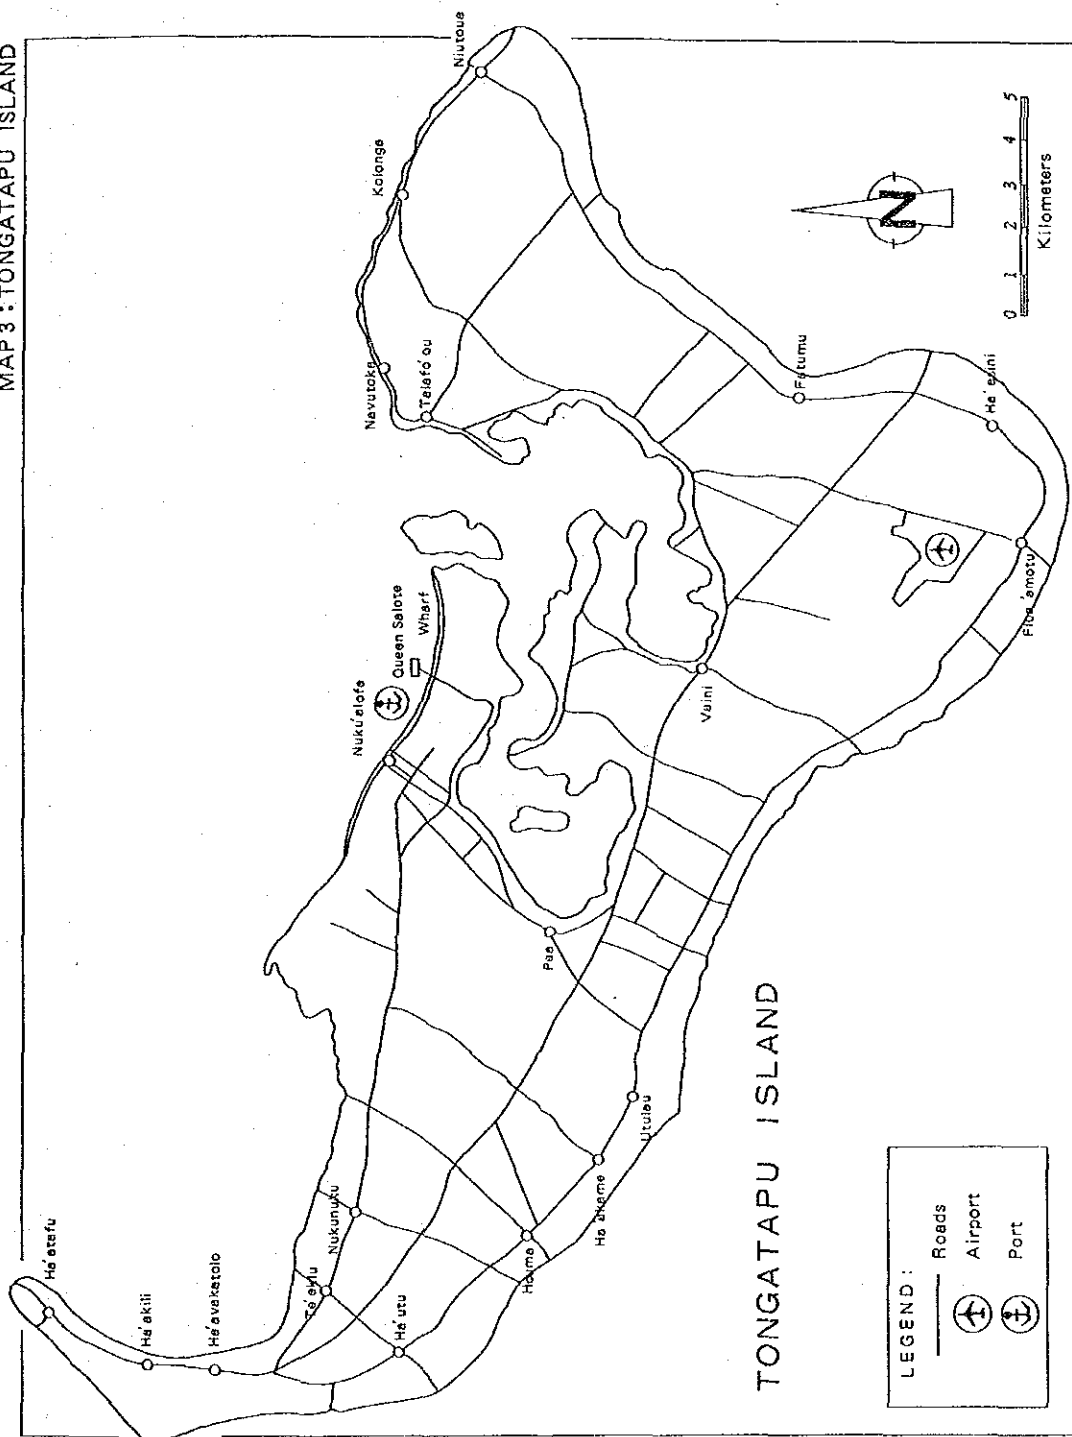 MAP 3 : TONGATAPU ISLAND
Niutoua
Kolonga
Navutoka
Talafo'ou
Nuku'alofa
Queen Salote
Wharf
Fatumu
Ha'asini
Fua'amotu
Vaini
Pea
Utulau
Ha'akame
Houma
Nukunuku
Te'ekiu
Ha'utu
Ha'avakatolo
Ha'akili
Ha'atafu
N
0 1 2 3 4 5
Kilometers
TONGATAPU ISLAND
LEGEND :
Roads
Airport
Port